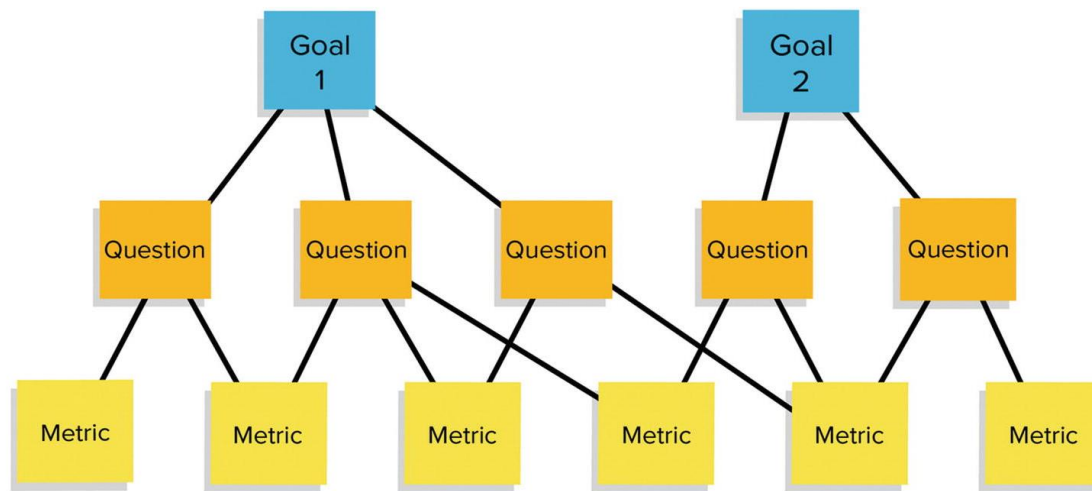 Goal
1
Goal
2
Question
Question
Question
Question
Question
Metric
Metric
Metric
Metric
Metric
Metric